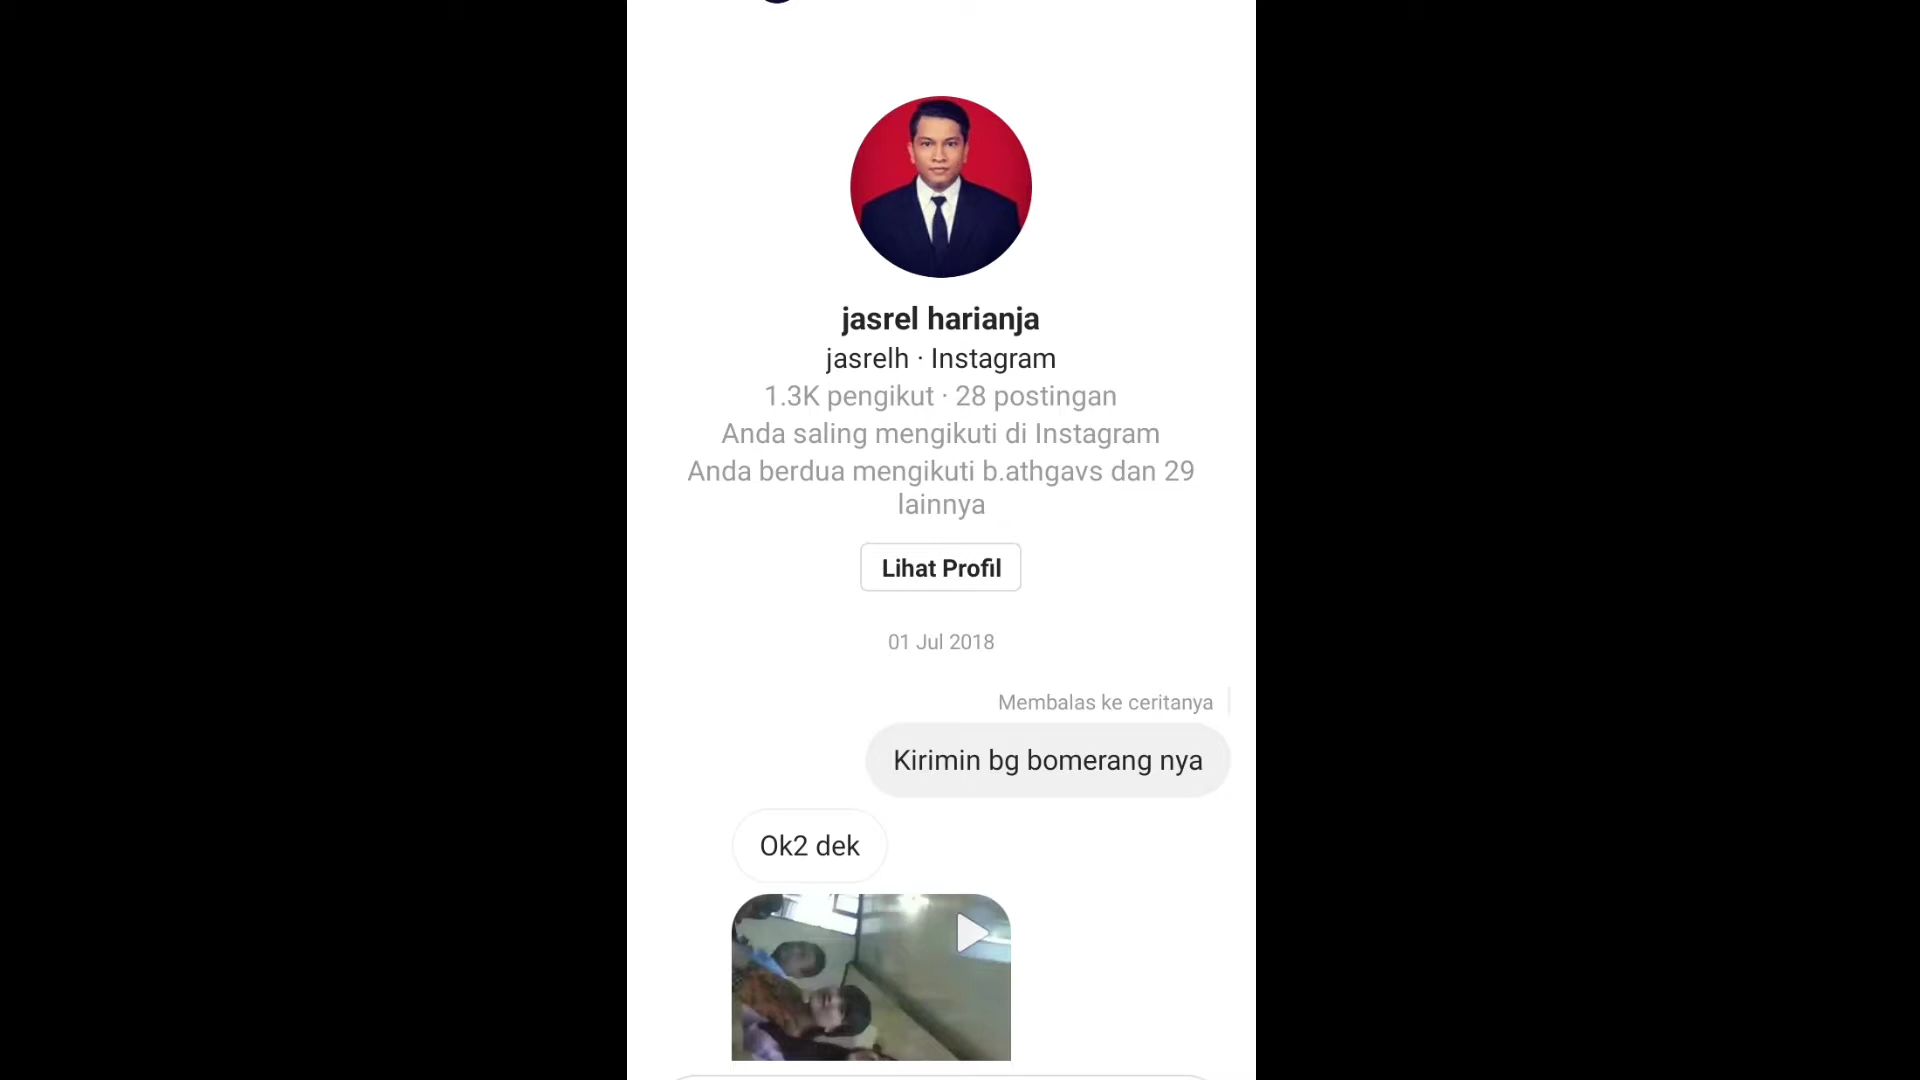 jasrel harianja
jasrelh · Instagram
1.3K pengikut · 28 postingan
Anda saling mengikuti di Instagram
Anda berdua mengikuti b.athgavs dan 29
lainnya
Lihat Profil
01 Jul 2018
Membalas ke ceritanya
Kirimin bg bomerang nya
Ok2 dek